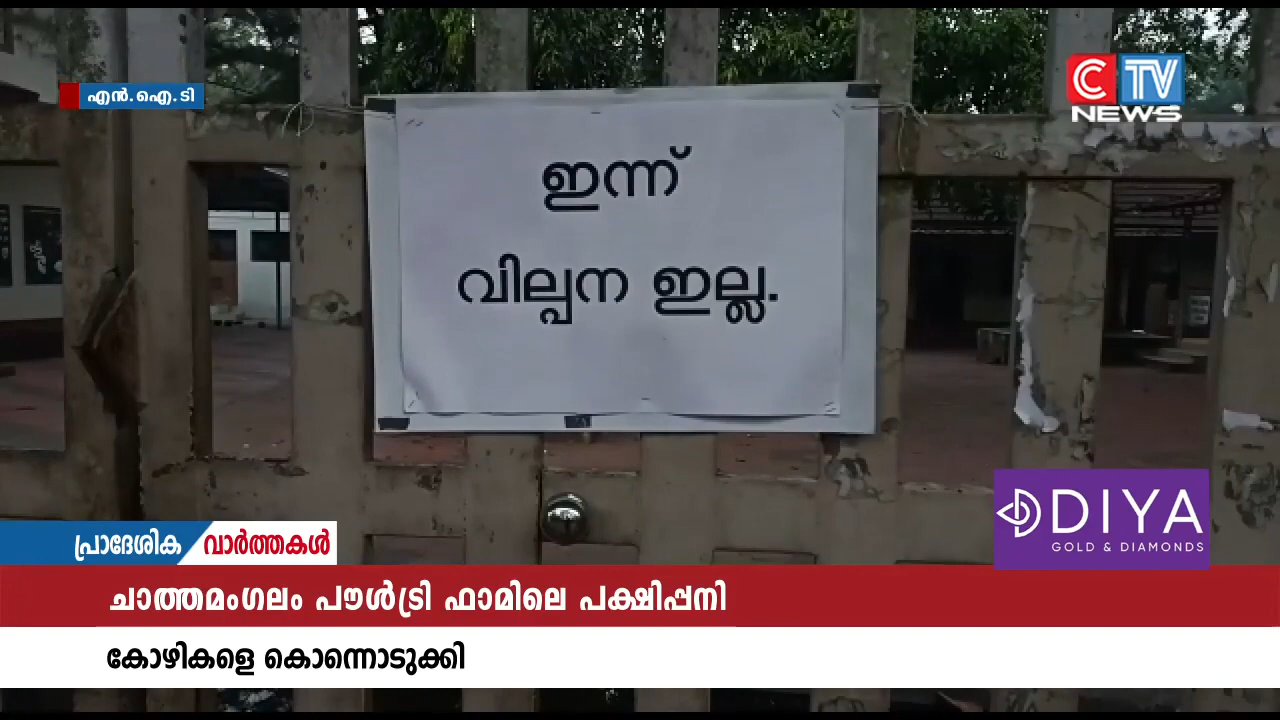 എൻ.ഐ.ടി
CTV
NEWS
ഇന്ന്
വില്പന ഇല്ല.
DIYA
GOLD & DIAMONDS
പ്രാദേശിക വാർത്തകൾ
ചാത്തമംഗലം പൗൾട്രി ഫാമിലെ പക്ഷിപ്പനി
കോഴികളെ കൊന്നൊടുക്കി